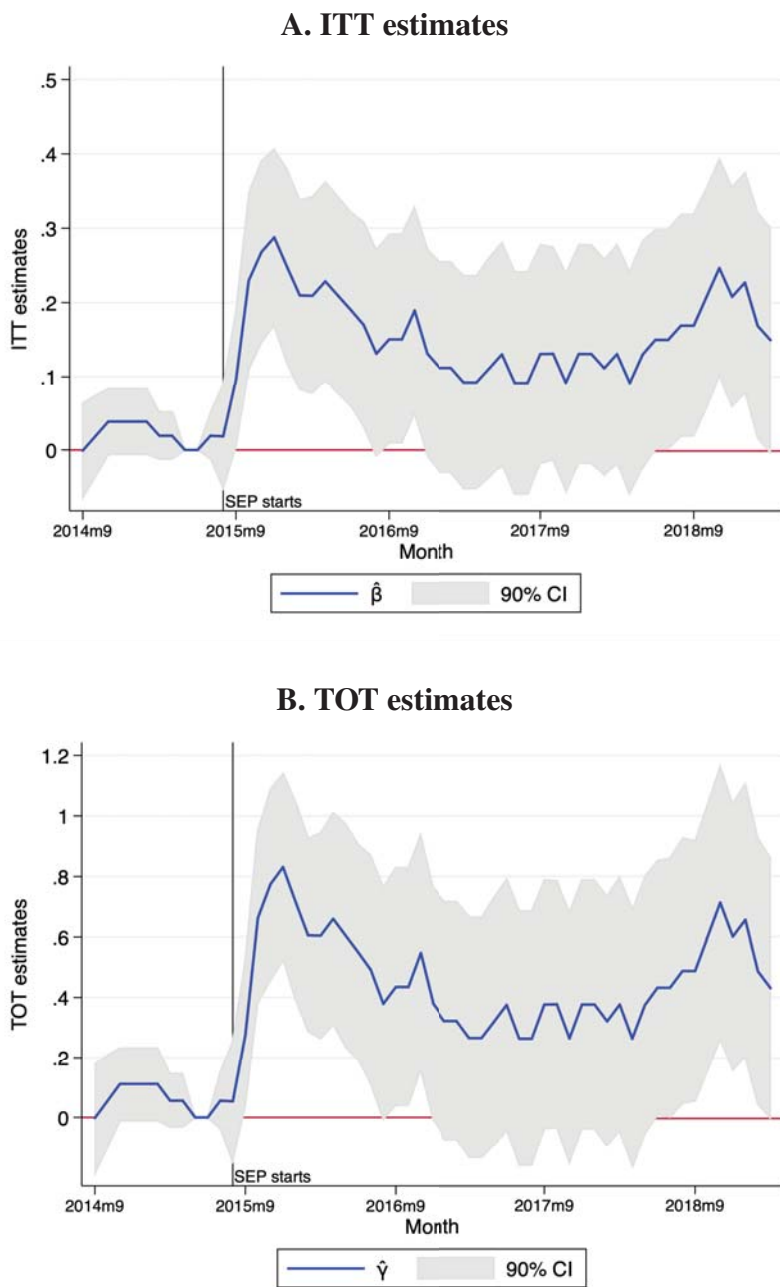 A. ITT estimates
.5
.4
.3
.2
.1
0
ITT estimates
SEP starts
2014m9 2015m9 2016m9 2017m9 2018m9
Month
β̂ 90% CI
B. TOT estimates
1.2
1
.8
.6
.4
.2
0
TOT estimates
SEP starts
2014m9 2015m9 2016m9 2017m9 2018m9
Month
γ̂ 90% CI